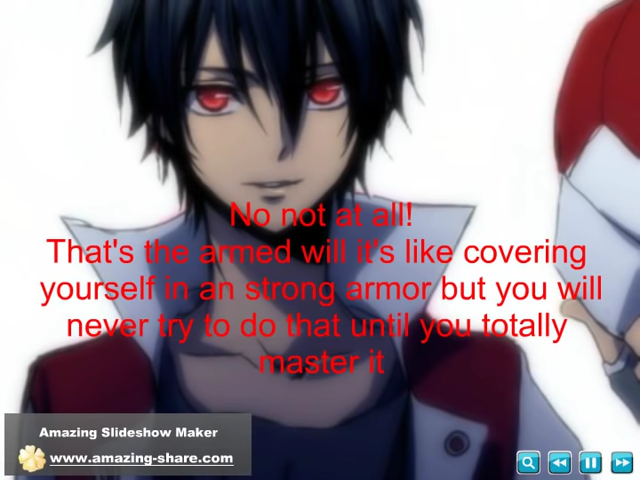 No not at all!
That's the armed will it's like covering
yourself in an strong armor but you will
never try to do that until you totally
master it
Amazing Slideshow Maker
www.amazing-share.com